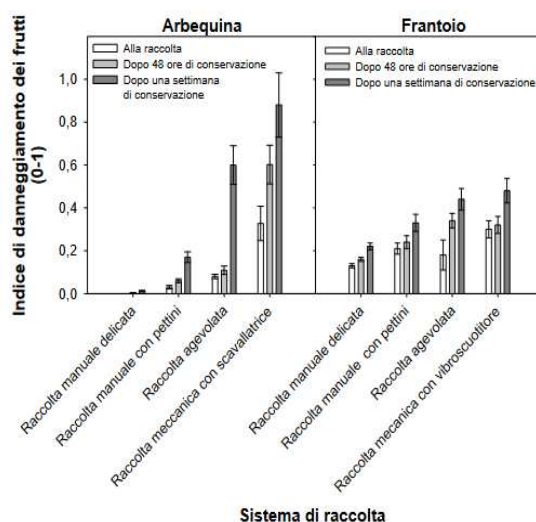 Arbequina
Frantoio
Alla raccolta
Dopo 48 ore di conservazione
Dopo una settimana
di conservazione
Alla raccolta
Dopo 48 ore di conservazione
Dopo una settimana di conservazione
Indice di danneggiamento dei frutti
(0-1)
1,0
0,8
0,6
0,4
0,2
0,0
Raccolta manuale delicata
Raccolta manuale con pettini
Raccolta agevolata
Raccolta meccanica con scavallatrice
Raccolta manuale delicata
Raccolta manuale con pettini
Raccolta agevolata
Raccolta mecanica con vibroscuotitore
Sistema di raccolta